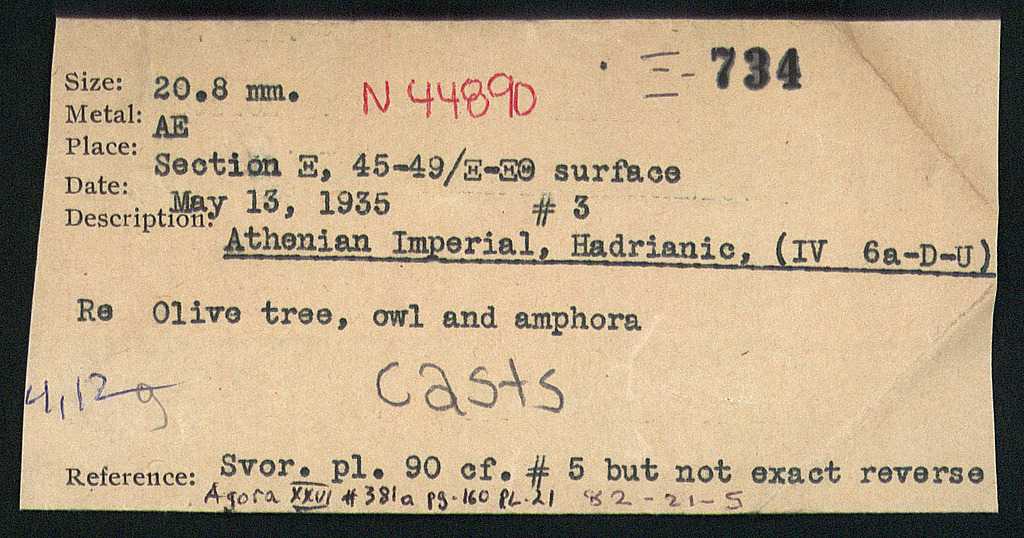 Ξ-734
Size: 20.8 mm. N 44890
Metal: AE
Place: Section Ξ, 45-49/Ξ-ΞΘ surface
Date: May 13, 1935 # 3
Description: Athenian Imperial, Hadrianic, (IV 6a-D-U)
Re Olive tree, owl and amphora
casts
4,12g
Reference: Svor. pl. 90 cf. # 5 but not exact reverse
Agora XXVI #381a pg. 160 PL. 21 82-21-5